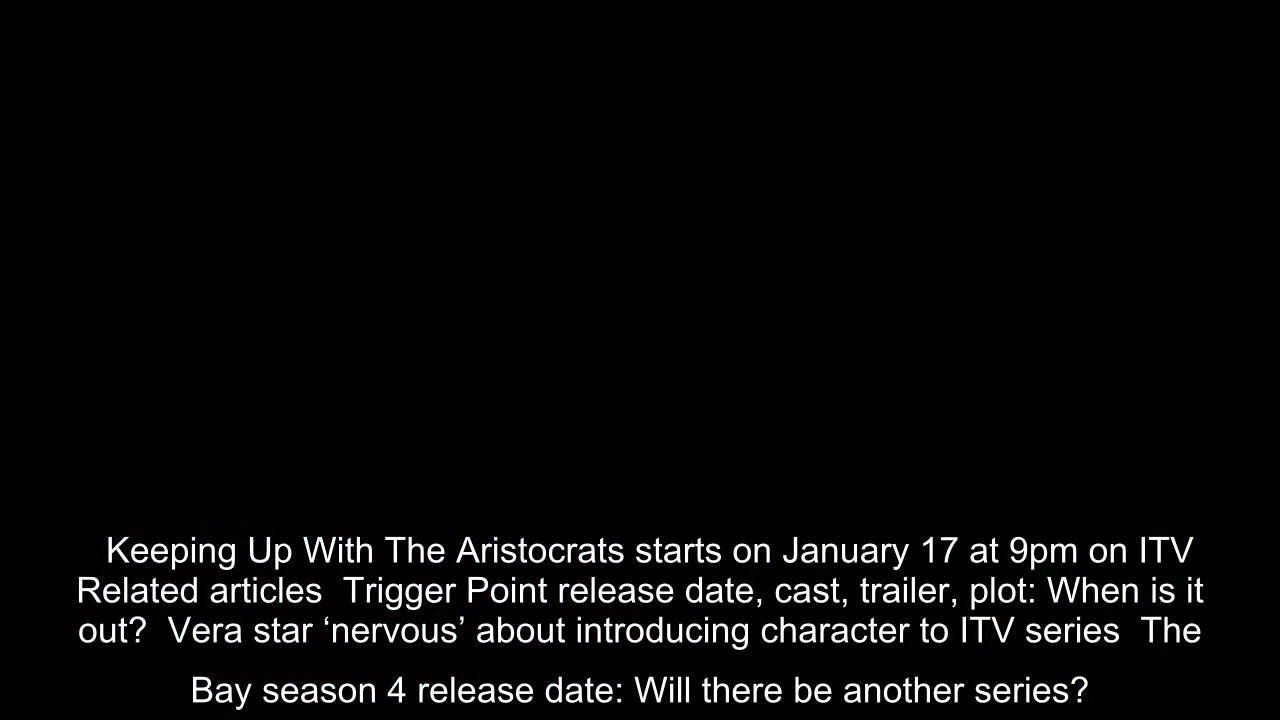 Keeping Up With The Aristocrats starts on January 17 at 9pm on ITV
Related articles  Trigger Point release date, cast, trailer, plot: When is it
out?  Vera star ‘nervous’ about introducing character to ITV series  The
Bay season 4 release date: Will there be another series?